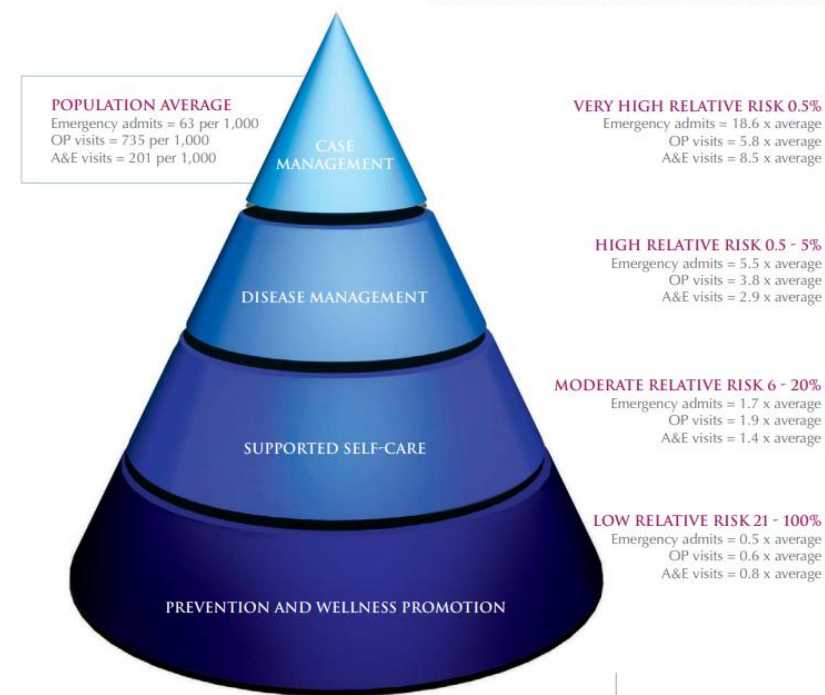 POPULATION AVERAGE
Emergency admits = 63 per 1,000
OP visits = 735 per 1,000
A&E visits = 201 per 1,000
CASE
MANAGEMENT
VERY HIGH RELATIVE RISK 0.5%
Emergency admits = 18.6 x average
OP visits = 5.8 x average
A&E visits = 8.5 x average
DISEASE MANAGEMENT
HIGH RELATIVE RISK 0.5 - 5%
Emergency admits = 5.5 x average
OP visits = 3.8 x average
A&E visits = 2.9 x average
SUPPORTED SELF-CARE
MODERATE RELATIVE RISK 6 - 20%
Emergency admits = 1.7 x average
OP visits = 1.9 x average
A&E visits = 1.4 x average
PREVENTION AND WELLNESS PROMOTION
LOW RELATIVE RISK 21 - 100%
Emergency admits = 0.5 x average
OP visits = 0.6 x average
A&E visits = 0.8 x average